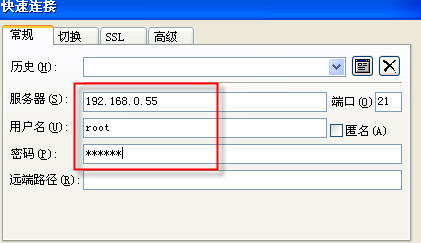 快速连接
常规 切换 SSL 高级
历史(H):
服务器(S): 192.168.0.55 端口(O) 21
用户名(U): root 匿名(A)
密码(P): ******
远端路径(R):